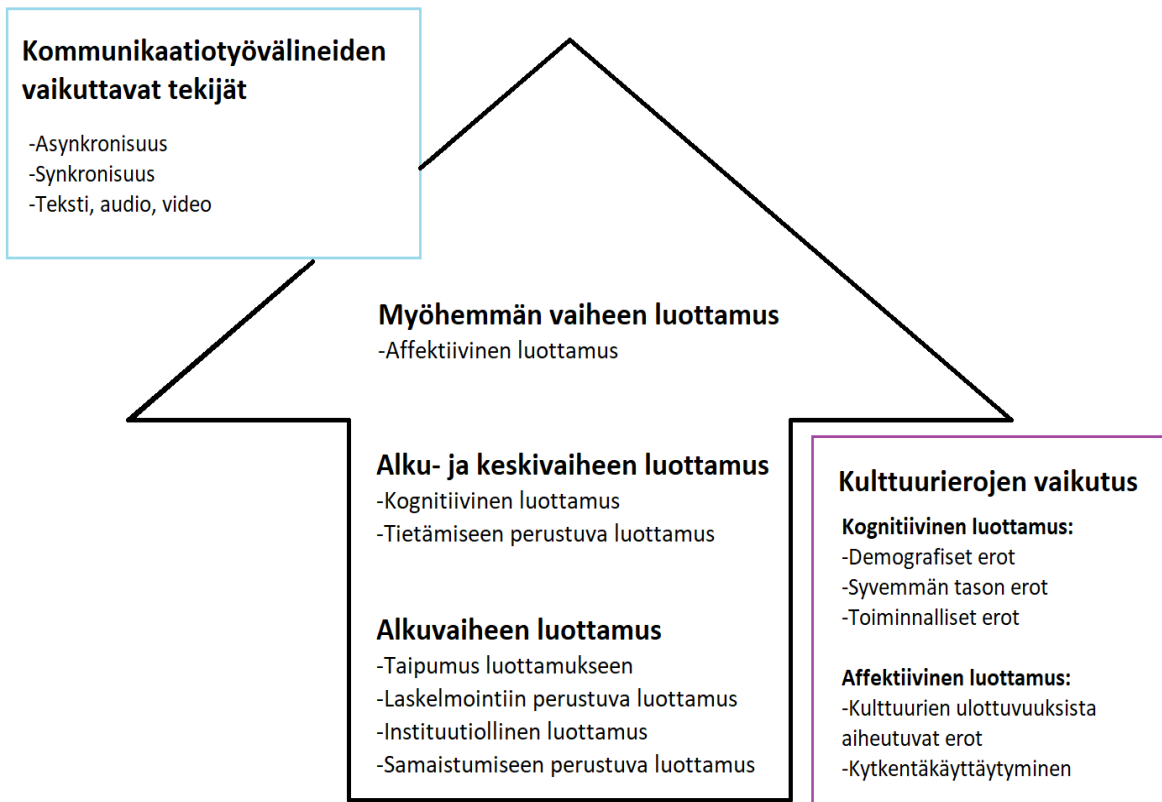 Kommunikaatiotyövälineiden
vaikuttavat tekijät
-Asynkronisuus
-Synkronisuus
-Teksti, audio, video
Myöhemmän vaiheen luottamus
-Affektiivinen luottamus
Alku- ja keskivaiheen luottamus
-Kognitiivinen luottamus
-Tietämiseen perustuva luottamus
Alkuvaiheen luottamus
-Taipumus luottamukseen
-Laskelmointiin perustuva luottamus
-Instituutiollinen luottamus
-Samaistumiseen perustuva luottamus
Kulttuurierojen vaikutus
Kognitiivinen luottamus:
-Demografiset erot
-Syvemmän tason erot
-Toiminnalliset erot
Affektiivinen luottamus:
-Kulttuurien ulottuvuuksista
aiheutuvat erot
-Kytkentäkäyttäytyminen